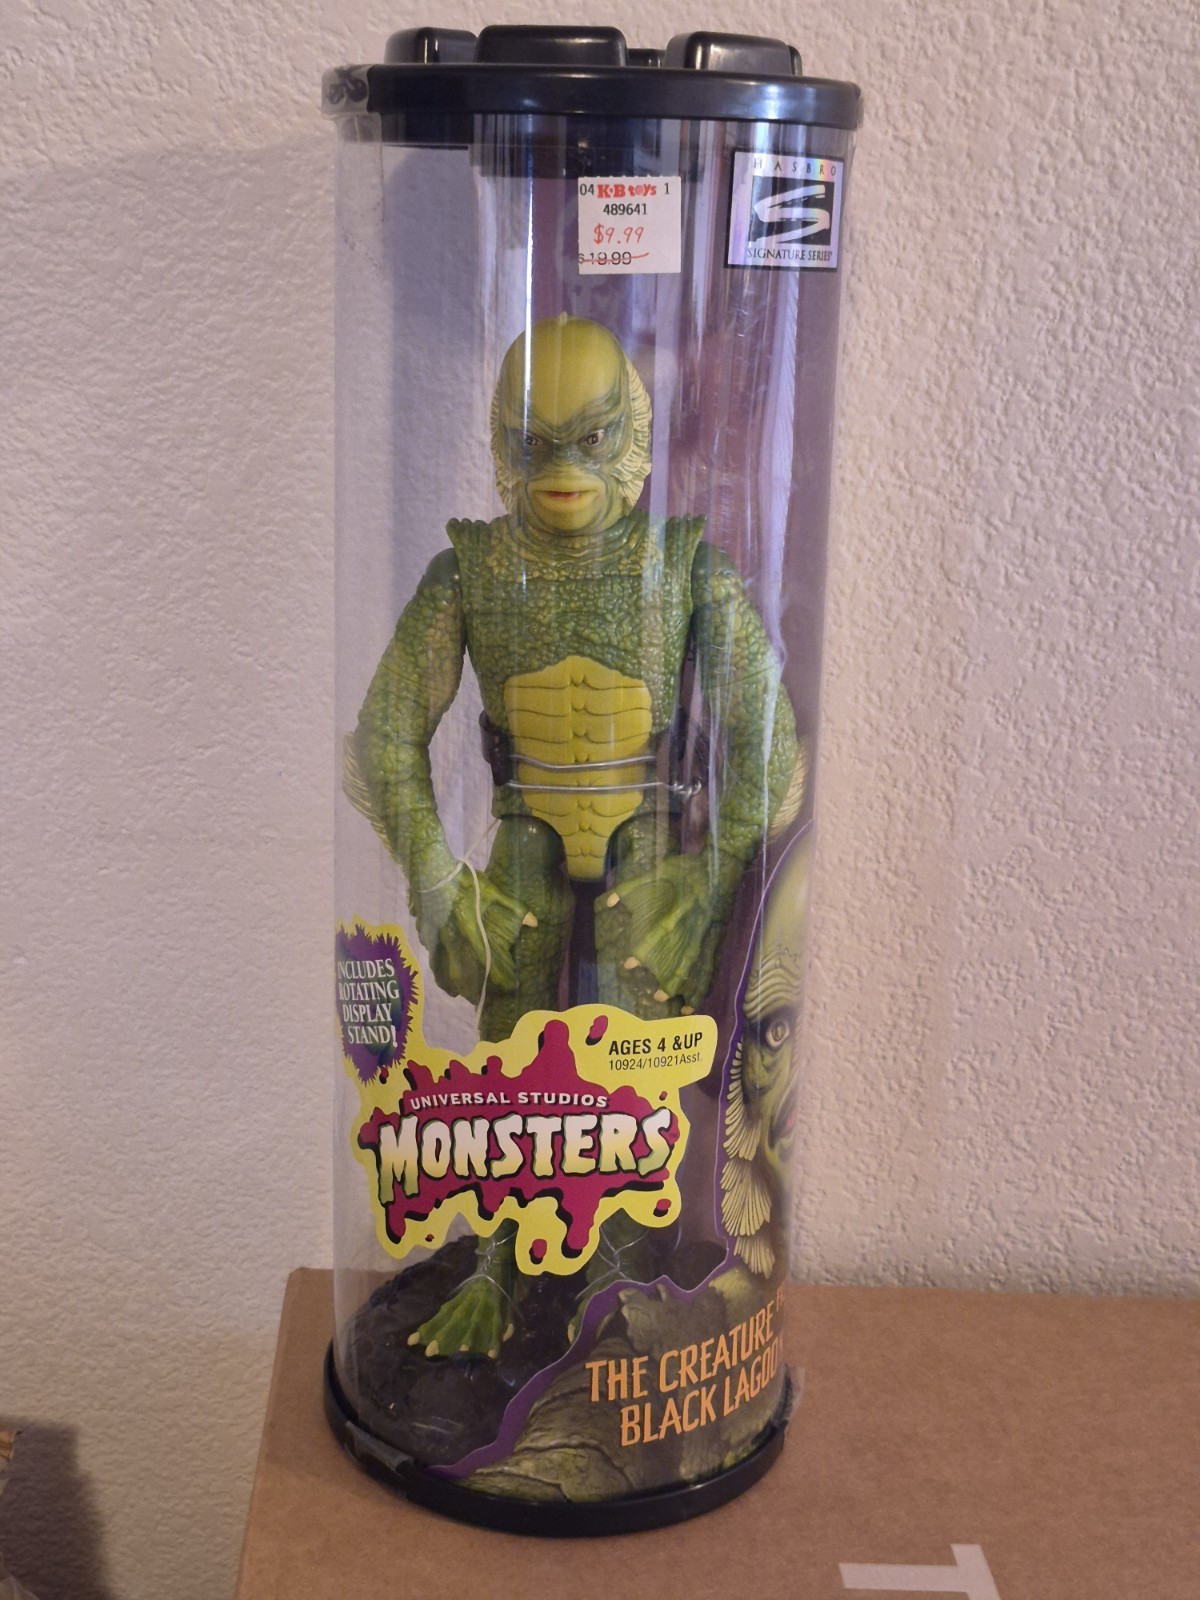 04 K·B toys 1
489641
$9.99
$19.99
HASBRO
SIGNATURE SERIES
INCLUDES
ROTATING
DISPLAY
STAND!
AGES 4 &UP
10924/10921Asst.
UNIVERSAL STUDIOS
MONSTERS
THE CREATURE
BLACK LAGOO